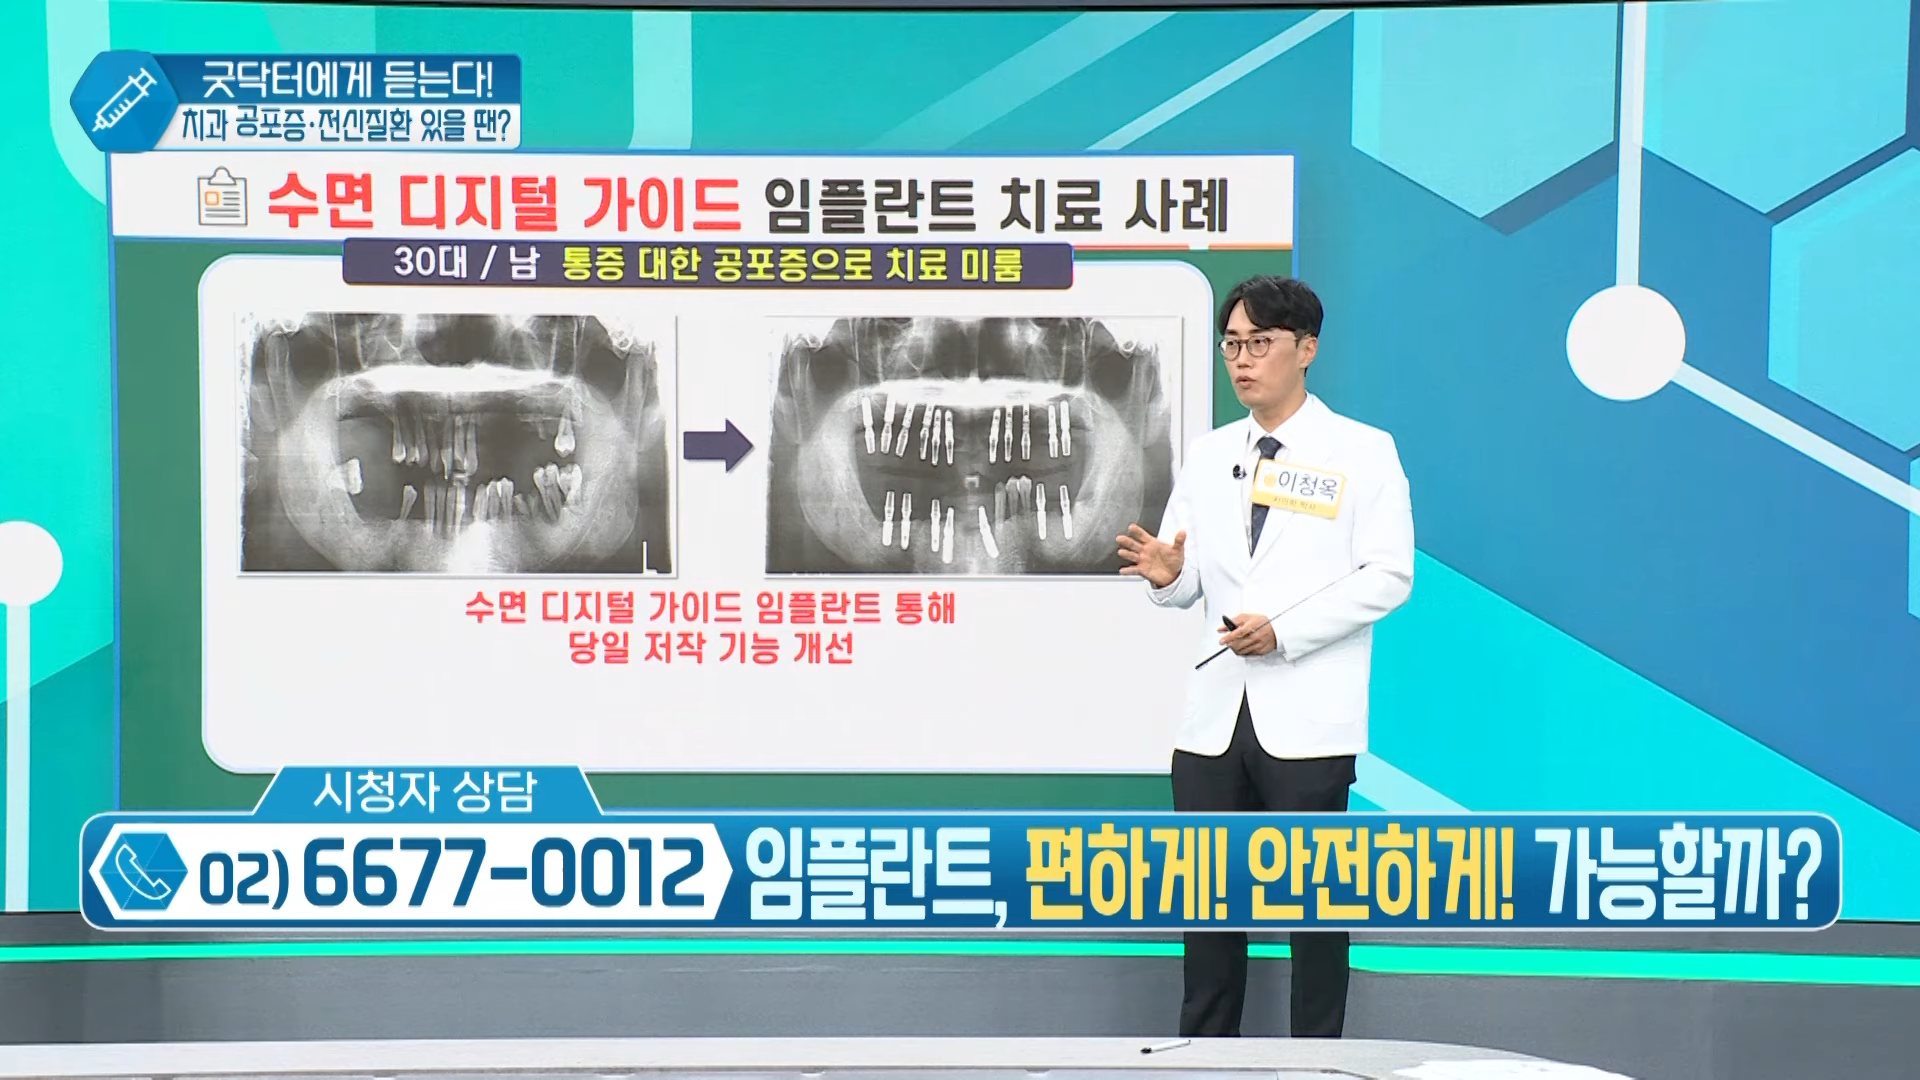 굿닥터에게 듣는다!
치과 공포증·전신질환 있을 땐?
수면 디지털 가이드 임플란트 치료 사례
30대 / 남 통증 대한 공포증으로 치료 미룸
L
수면 디지털 가이드 임플란트 통해
당일 저작 기능 개선
이청옥
시청자 상담
02) 6677-0012
임플란트, 편하게! 안전하게! 가능할까?